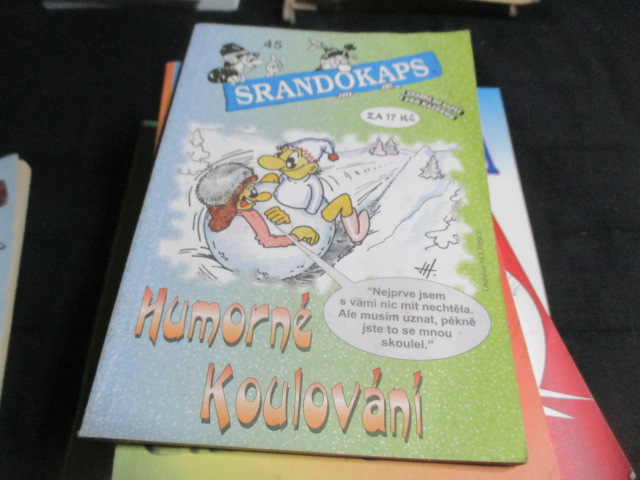 45
SRANDOKAPS
ZA 17 Kč
"Nejprve jsem
s vámi nic mít nechtěla.
Ale musím uznat, pěkně
jste to se mnou
skoulel."
Humorné
Koulování